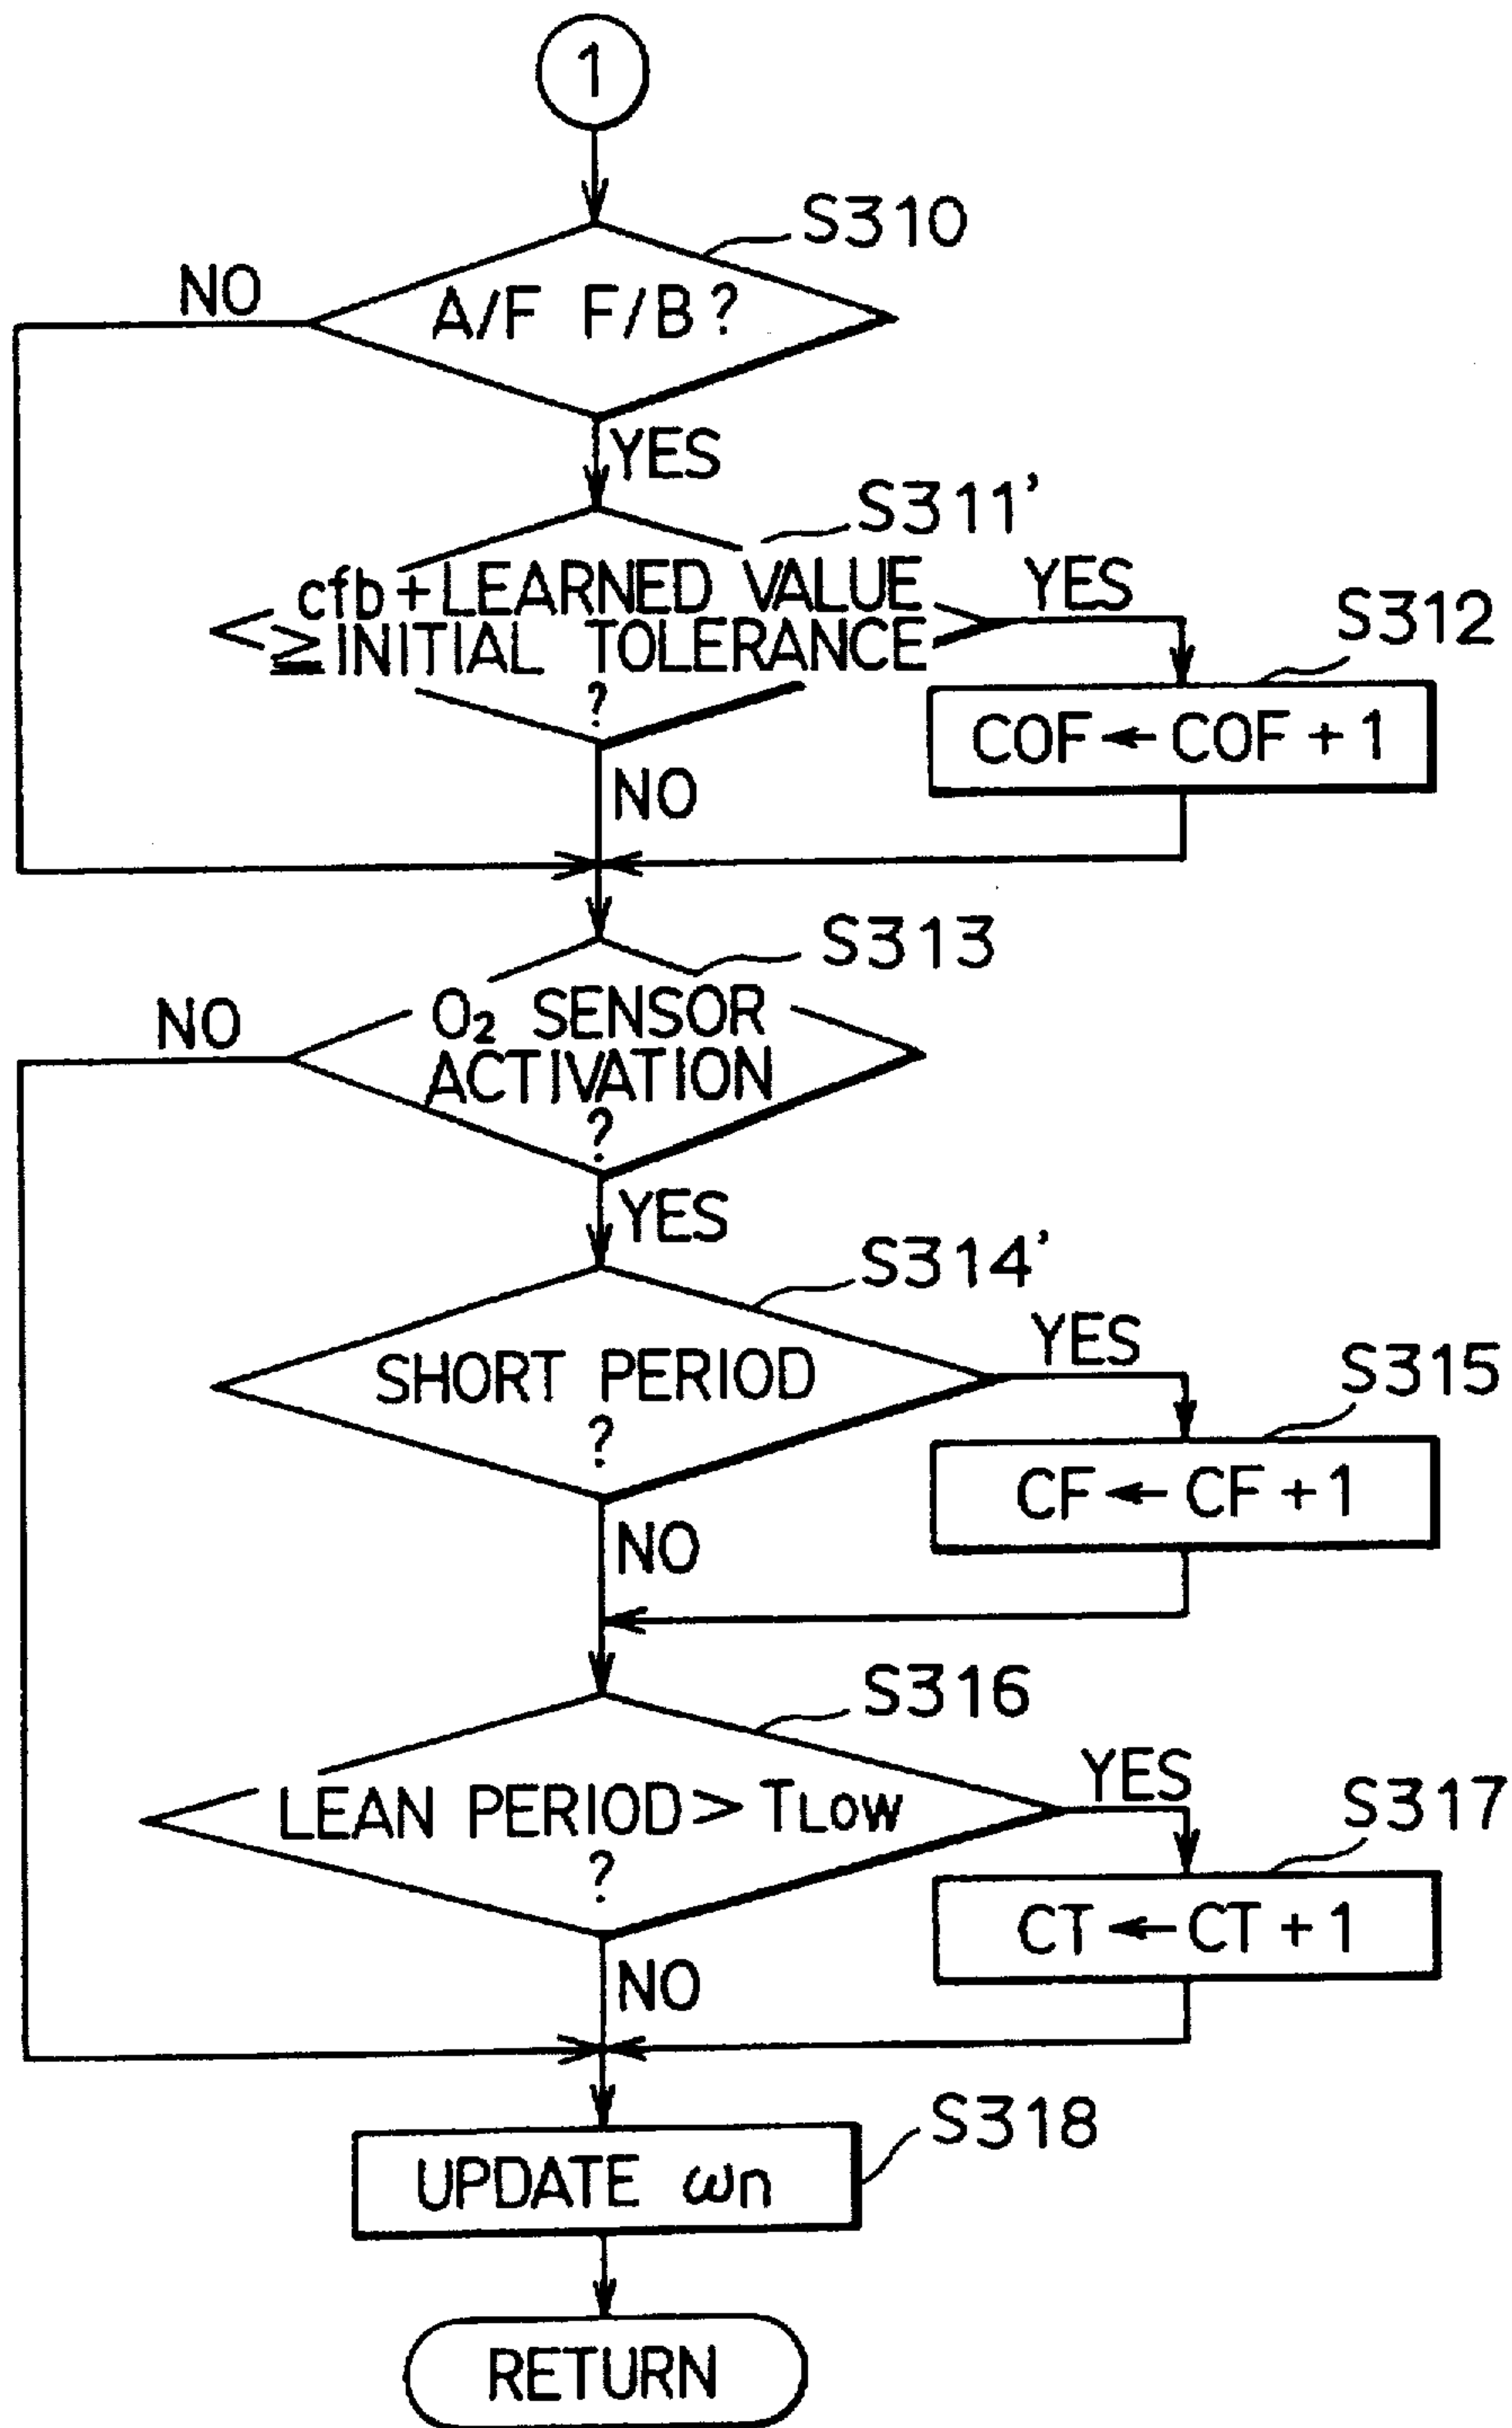 1
S310
NO
A/F F/B?
YES
S311'
cfb+LEARNED VALUE
≧INITIAL TOLERANCE
?
YES
S312
COF←COF+1
NO
S313
NO
O₂ SENSOR
ACTIVATION
?
YES
S314'
SHORT PERIOD
?
YES
S315
CF←CF+1
NO
S316
LEAN PERIOD>TLOW
?
YES
S317
CT←CT+1
NO
S318
UPDATE ωn
RETURN